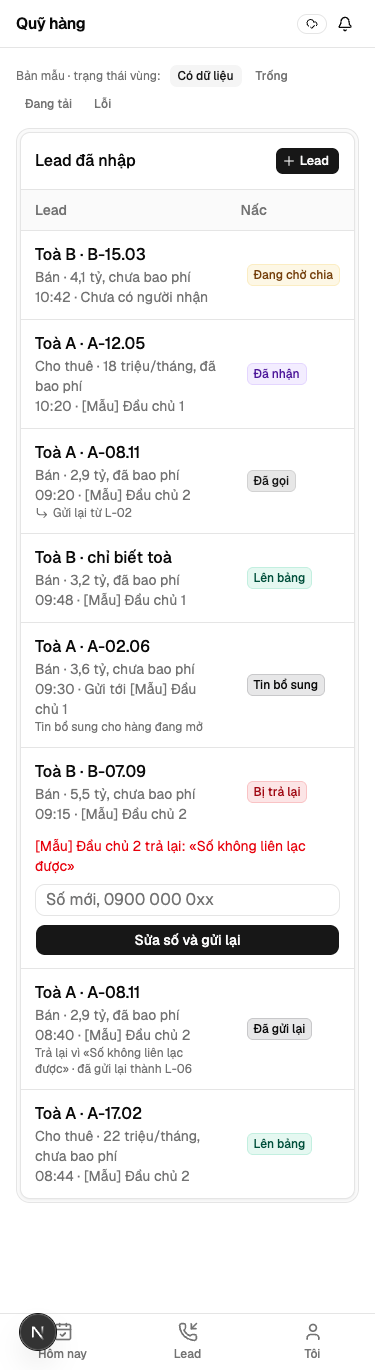 Quỹ hàng
Bản mẫu · trạng thái vùng: Có dữ liệu Trống
Đang tải Lỗi
Lead đã nhập
Lead
Lead Nấc
Toà B · B-15.03
Bán · 4,1 tỷ, chưa bao phí
10:42 · Chưa có người nhận
Đang chờ chia
Toà A · A-12.05
Cho thuê · 18 triệu/tháng, đã
bao phí
10:20 · [Mẫu] Đầu chủ 1
Đã nhận
Toà A · A-08.11
Bán · 2,9 tỷ, đã bao phí
09:20 · [Mẫu] Đầu chủ 2
Gửi lại từ L-02
Đã gọi
Toà B · chỉ biết toà
Bán · 3,2 tỷ, đã bao phí
09:48 · [Mẫu] Đầu chủ 1
Lên bảng
Toà A · A-02.06
Bán · 3,6 tỷ, chưa bao phí
09:30 · Gửi tới [Mẫu] Đầu
chủ 1
Tin bổ sung cho hàng đang mở
Tin bổ sung
Toà B · B-07.09
Bán · 5,5 tỷ, chưa bao phí
09:15 · [Mẫu] Đầu chủ 2
Bị trả lại
[Mẫu] Đầu chủ 2 trả lại: «Số không liên lạc
được»
Số mới, 0900 000 0xx
Sửa số và gửi lại
Toà A · A-08.11
Bán · 2,9 tỷ, đã bao phí
08:40 · [Mẫu] Đầu chủ 2
Trả lại vì «Số không liên lạc
được» · đã gửi lại thành L-06
Đã gửi lại
Toà A · A-17.02
Cho thuê · 22 triệu/tháng,
chưa bao phí
08:44 · [Mẫu] Đầu chủ 2
Lên bảng
N
Hôm nay Lead Tôi